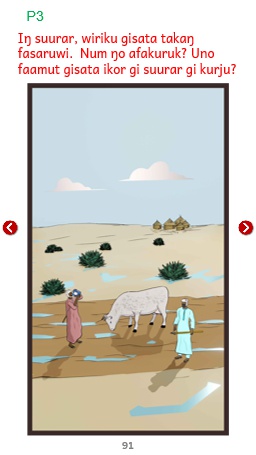 P3
Iŋ suurar, wiriku gisata takaŋ
fasaruwi. Num ŋo afakuruk? Uno
faamut gisata ikor gi suurar gi kurju?
91